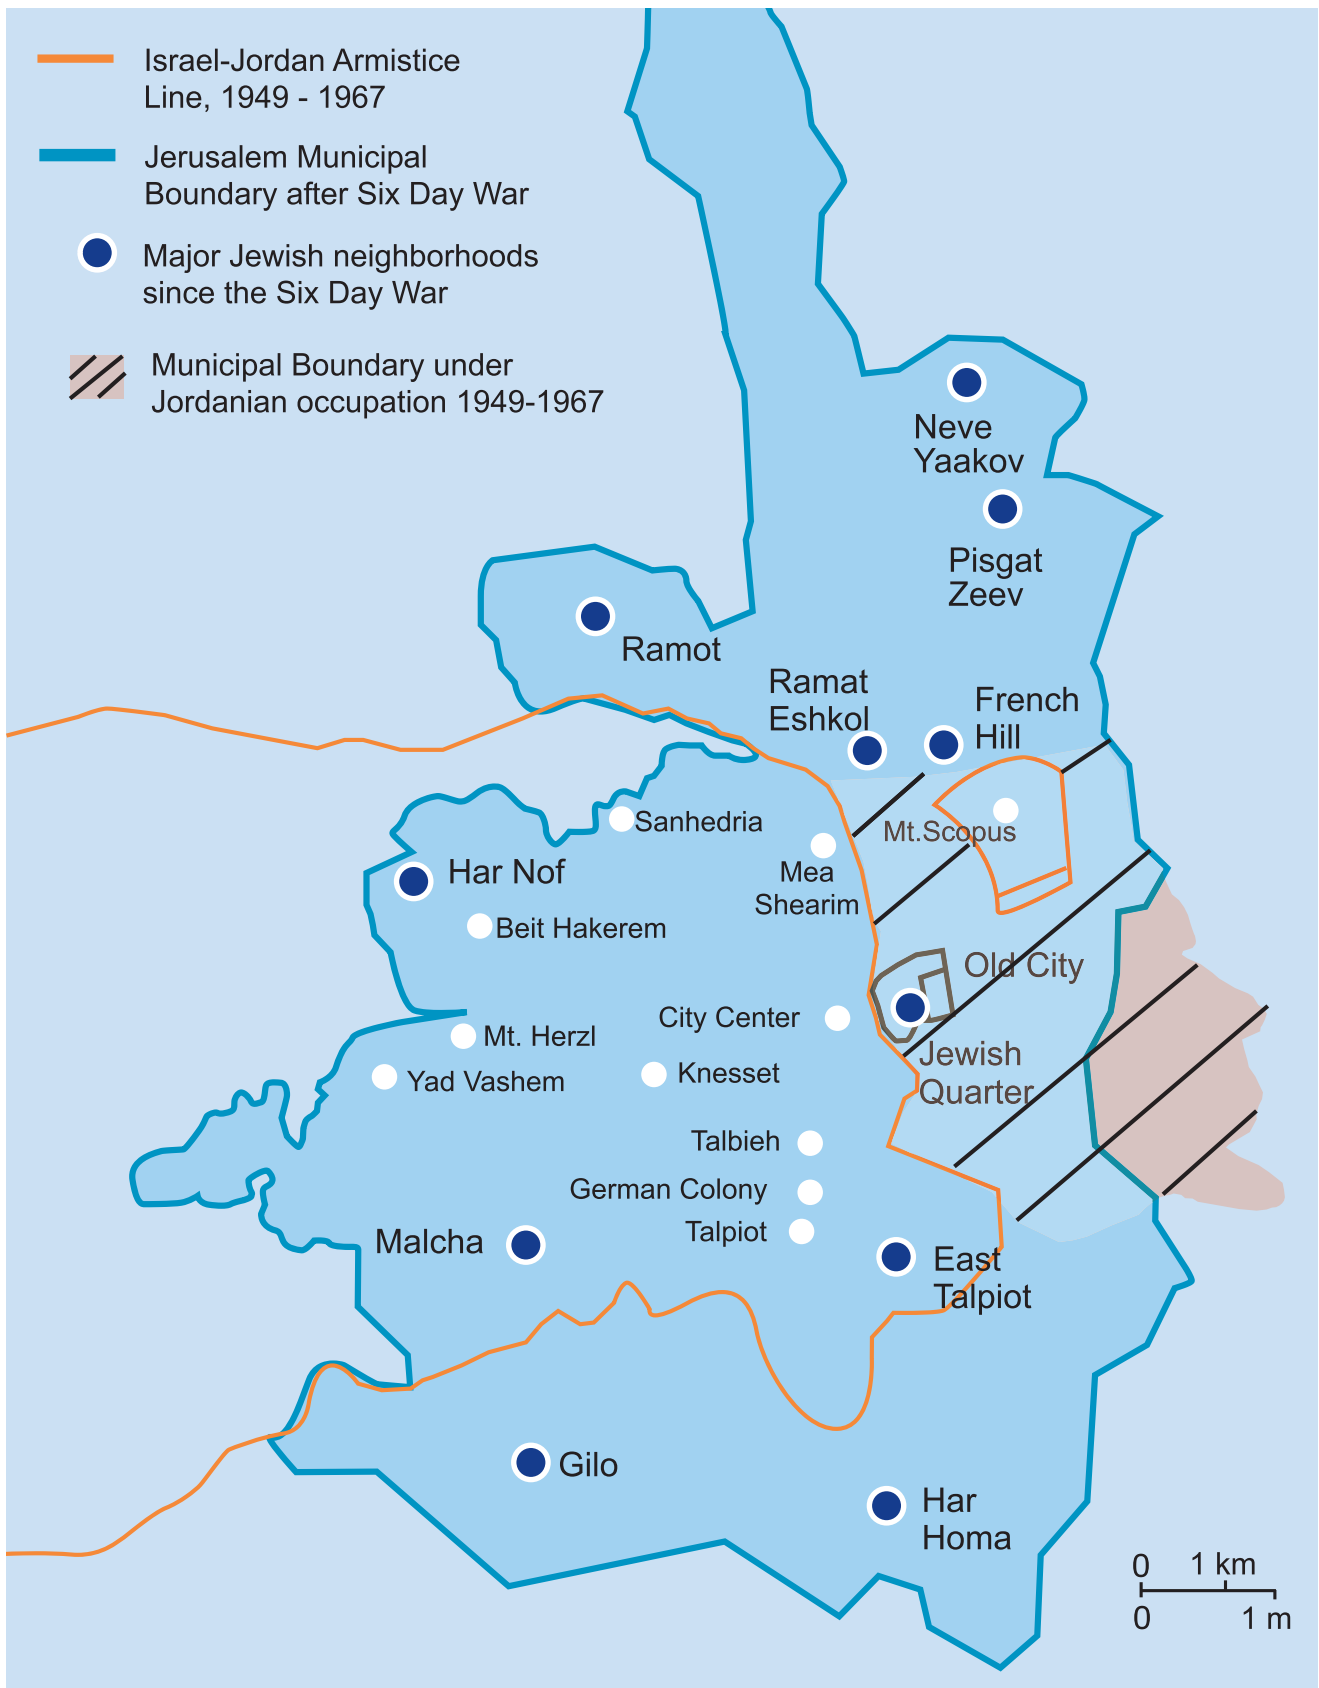 Israel-Jordan Armistice
Line, 1949 - 1967
Jerusalem Municipal
Boundary after Six Day War
Major Jewish neighborhoods
since the Six Day War
Municipal Boundary under
Jordanian occupation 1949-1967
Neve
Yaakov
Pisgat
Zeev
Ramot
Ramat
Eshkol
French
Hill
Sanhedria
Mt.Scopus
Mea
Shearim
Har Nof
Beit Hakerem
Old City
City Center
Mt. Herzl
Jewish
Quarter
Yad Vashem
Knesset
Talbieh
German Colony
Talpiot
Malcha
East
Talpiot
Gilo
Har
Homa
0 1 km
0 1 m